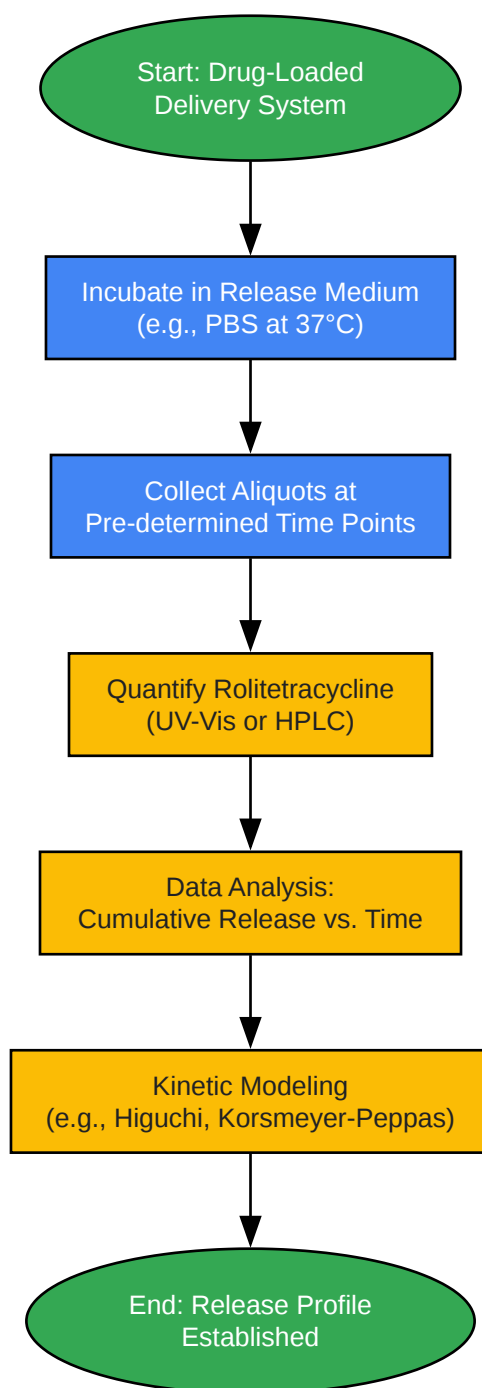 Start: Drug-Loaded
Delivery System
Incubate in Release Medium
(e.g., PBS at 37°C)
Collect Aliquots at
Pre-determined Time Points
Quantify Rolitetracycline
(UV-Vis or HPLC)
Data Analysis:
Cumulative Release vs. Time
Kinetic Modeling
(e.g., Higuchi, Korsmeyer-Peppas)
End: Release Profile
Established